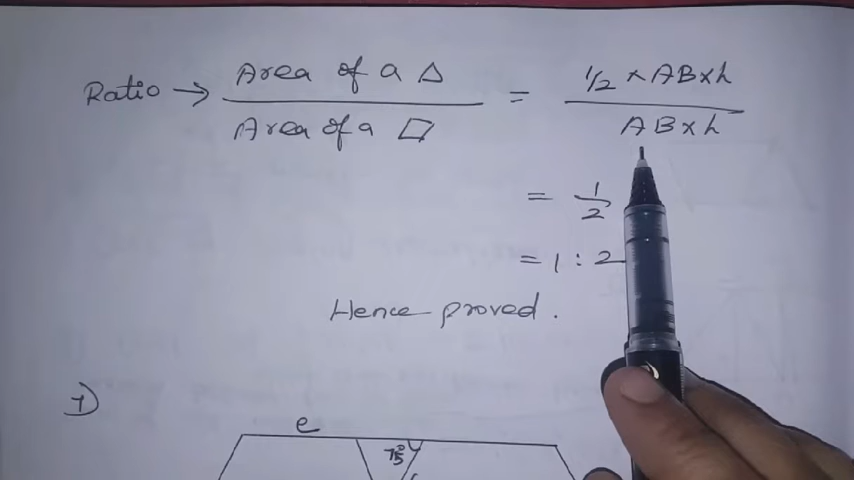 Ratio → Area of a △ / Area of a ▱ = 1/2 × AB × h / AB × h
= 1/2
= 1 : 2
Hence proved.
7)
e
75°